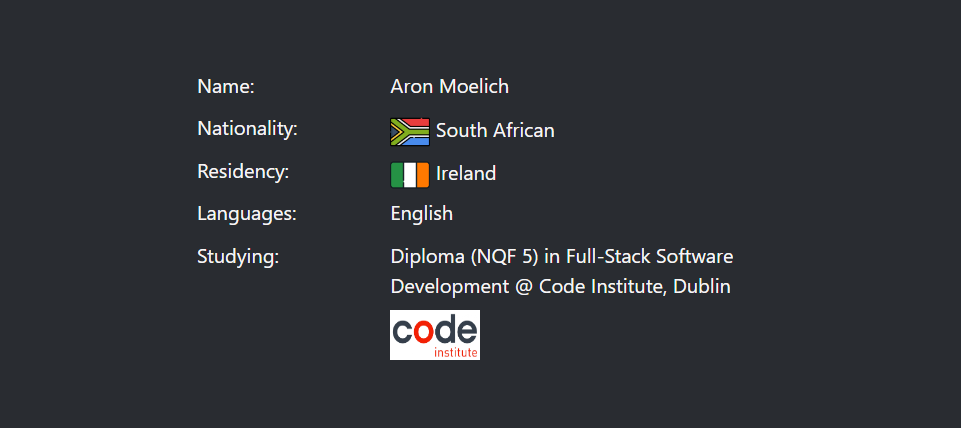 Name: Aron Moelich
Nationality: South African
Residency: Ireland
Languages: English
Studying: Diploma (NQF 5) in Full-Stack Software
Development @ Code Institute, Dublin
code
institute